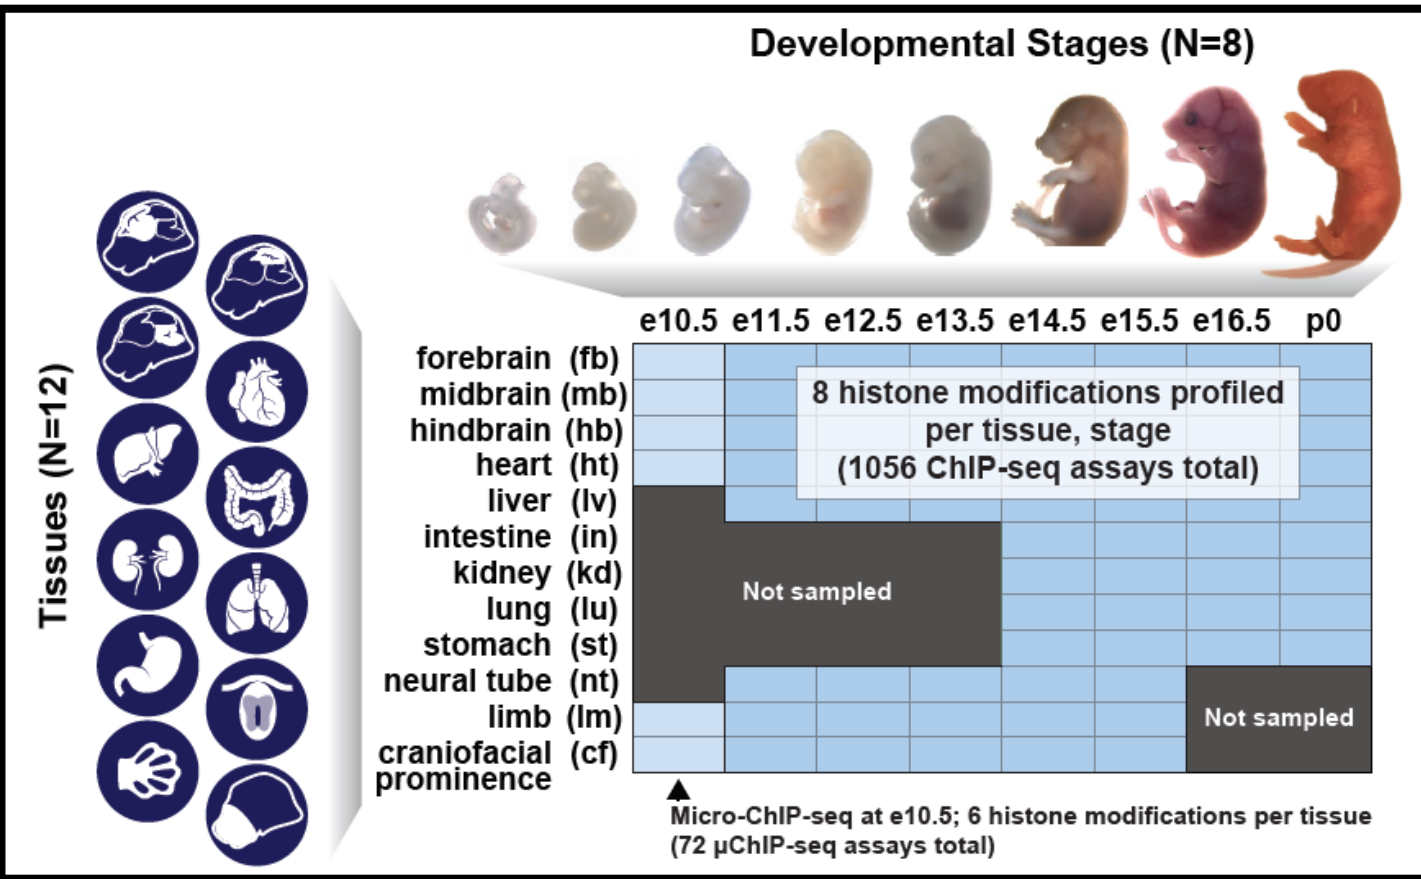 Developmental Stages (N=8)
Tissues (N=12)
e10.5 e11.5 e12.5 e13.5 e14.5 e15.5 e16.5 p0
forebrain (fb)
midbrain (mb)
hindbrain (hb)
heart (ht)
liver (lv)
intestine (in)
kidney (kd)
lung (lu)
stomach (st)
neural tube (nt)
limb (lm)
craniofacial (cf)
prominence
8 histone modifications profiled
per tissue, stage
(1056 ChIP-seq assays total)
Not sampled
Not sampled
Micro-ChIP-seq at e10.5; 6 histone modifications per tissue
(72 µChIP-seq assays total)